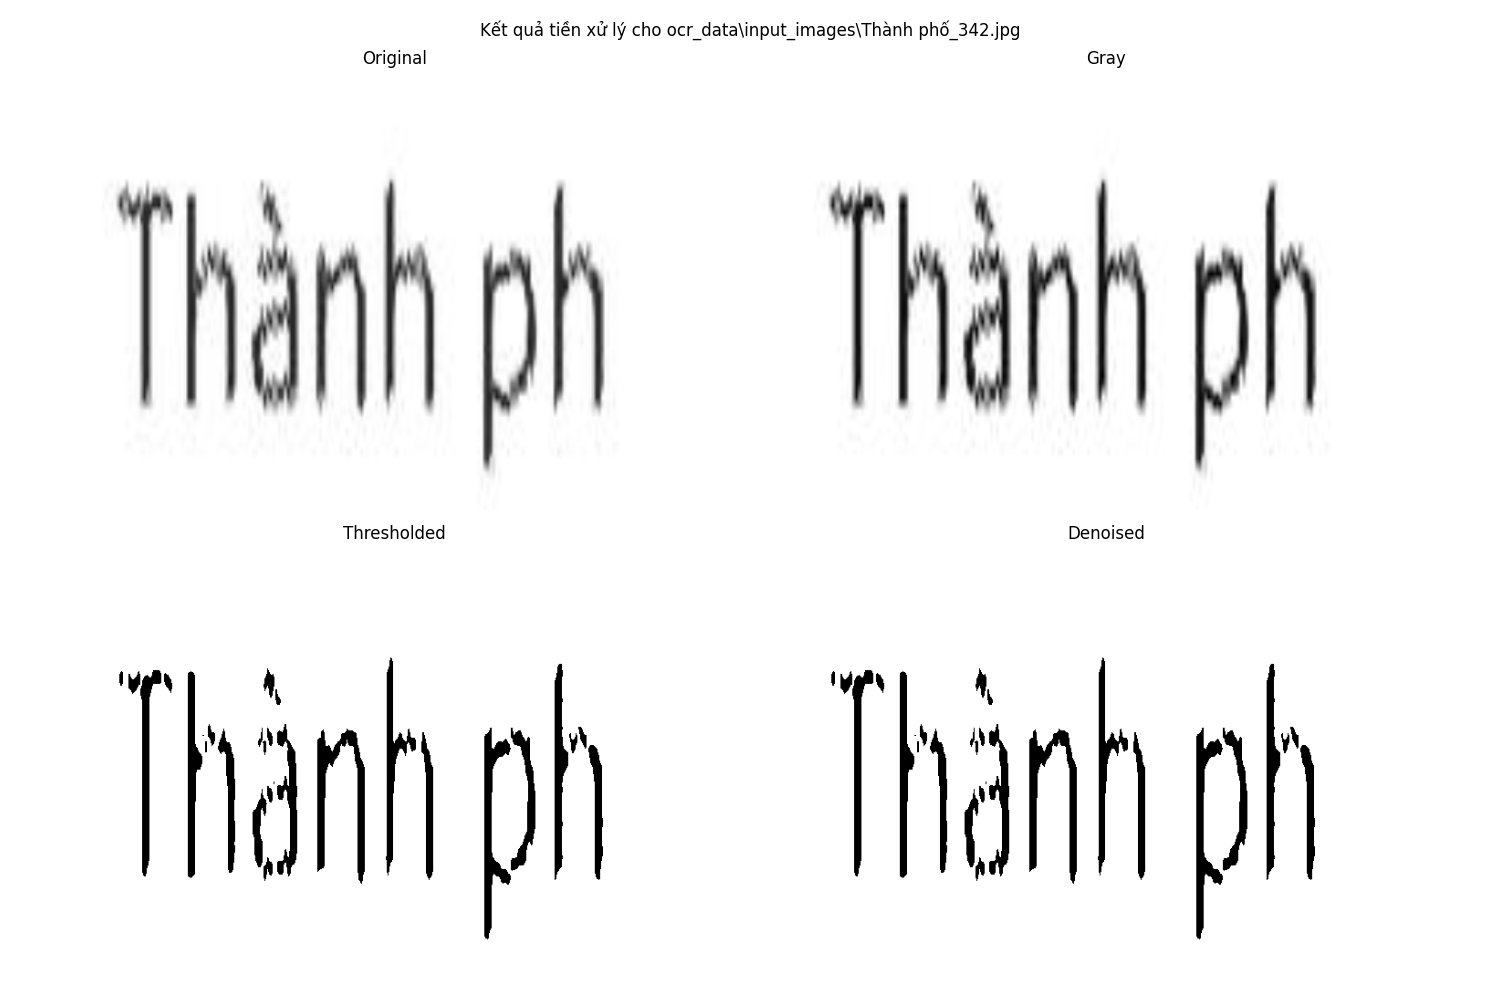 Kết quả tiền xử lý cho ocr_data\input_images\Thành phố_342.jpg
Original
Gray
Thành ph
Thành ph
Thresholded
Denoised
Thành ph
Thành ph